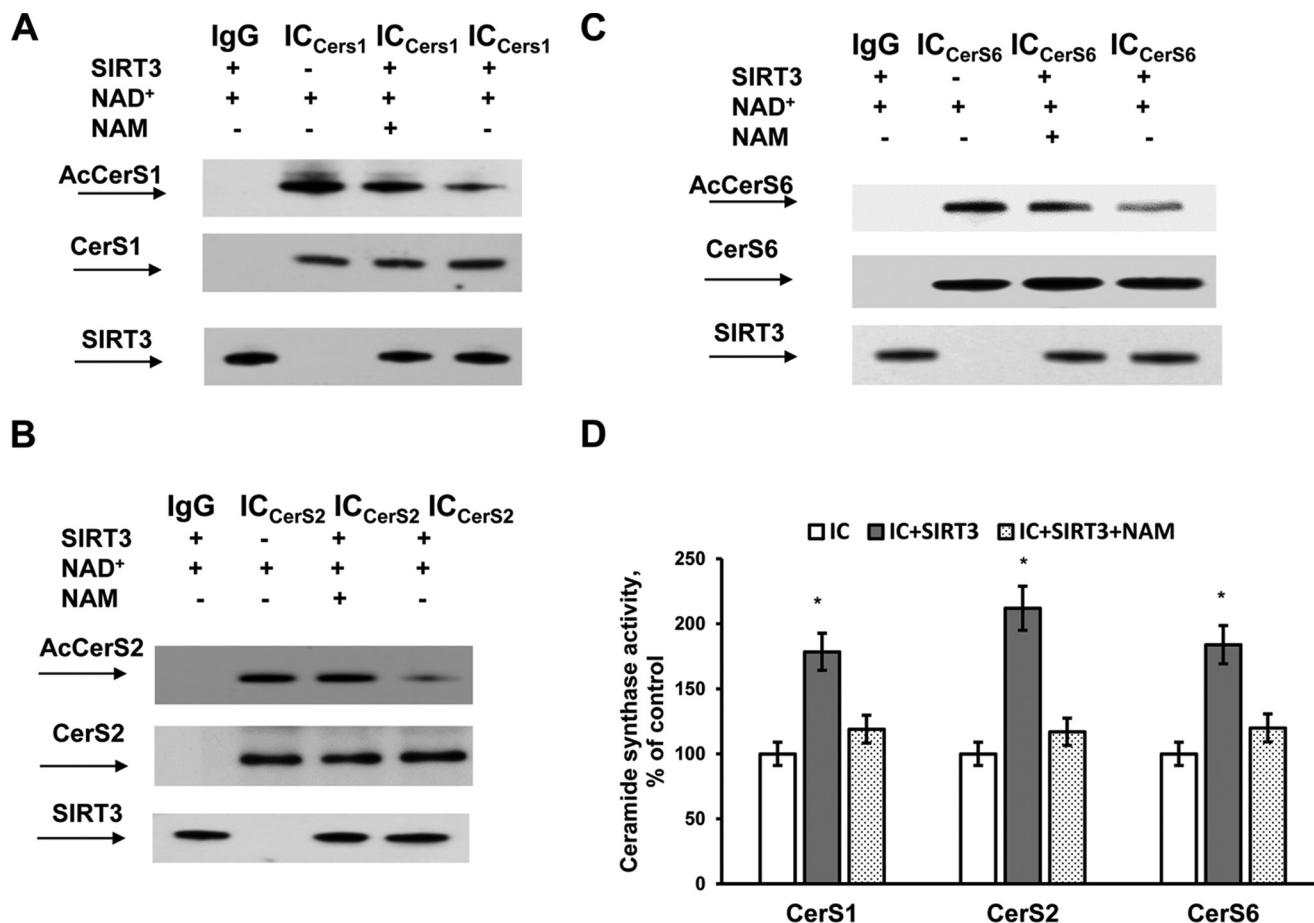 A
IgG IC_Cers1 IC_Cers1 IC_Cers1
SIRT3 + - + +
NAD⁺ + + + +
NAM - - + -
AcCerS1
CerS1
SIRT3
B
IgG IC_CerS2 IC_CerS2 IC_CerS2
SIRT3 + - + +
NAD⁺ + + + +
NAM - - + -
AcCerS2
CerS2
SIRT3
C
IgG IC_CerS6 IC_CerS6 IC_CerS6
SIRT3 + - + +
NAD⁺ + + + +
NAM - - + -
AcCerS6
CerS6
SIRT3
D
IC IC+SIRT3 IC+SIRT3+NAM
Ceramide synthase activity,
% of control
250
200
150
100
50
0
* * *
CerS1 CerS2 CerS6